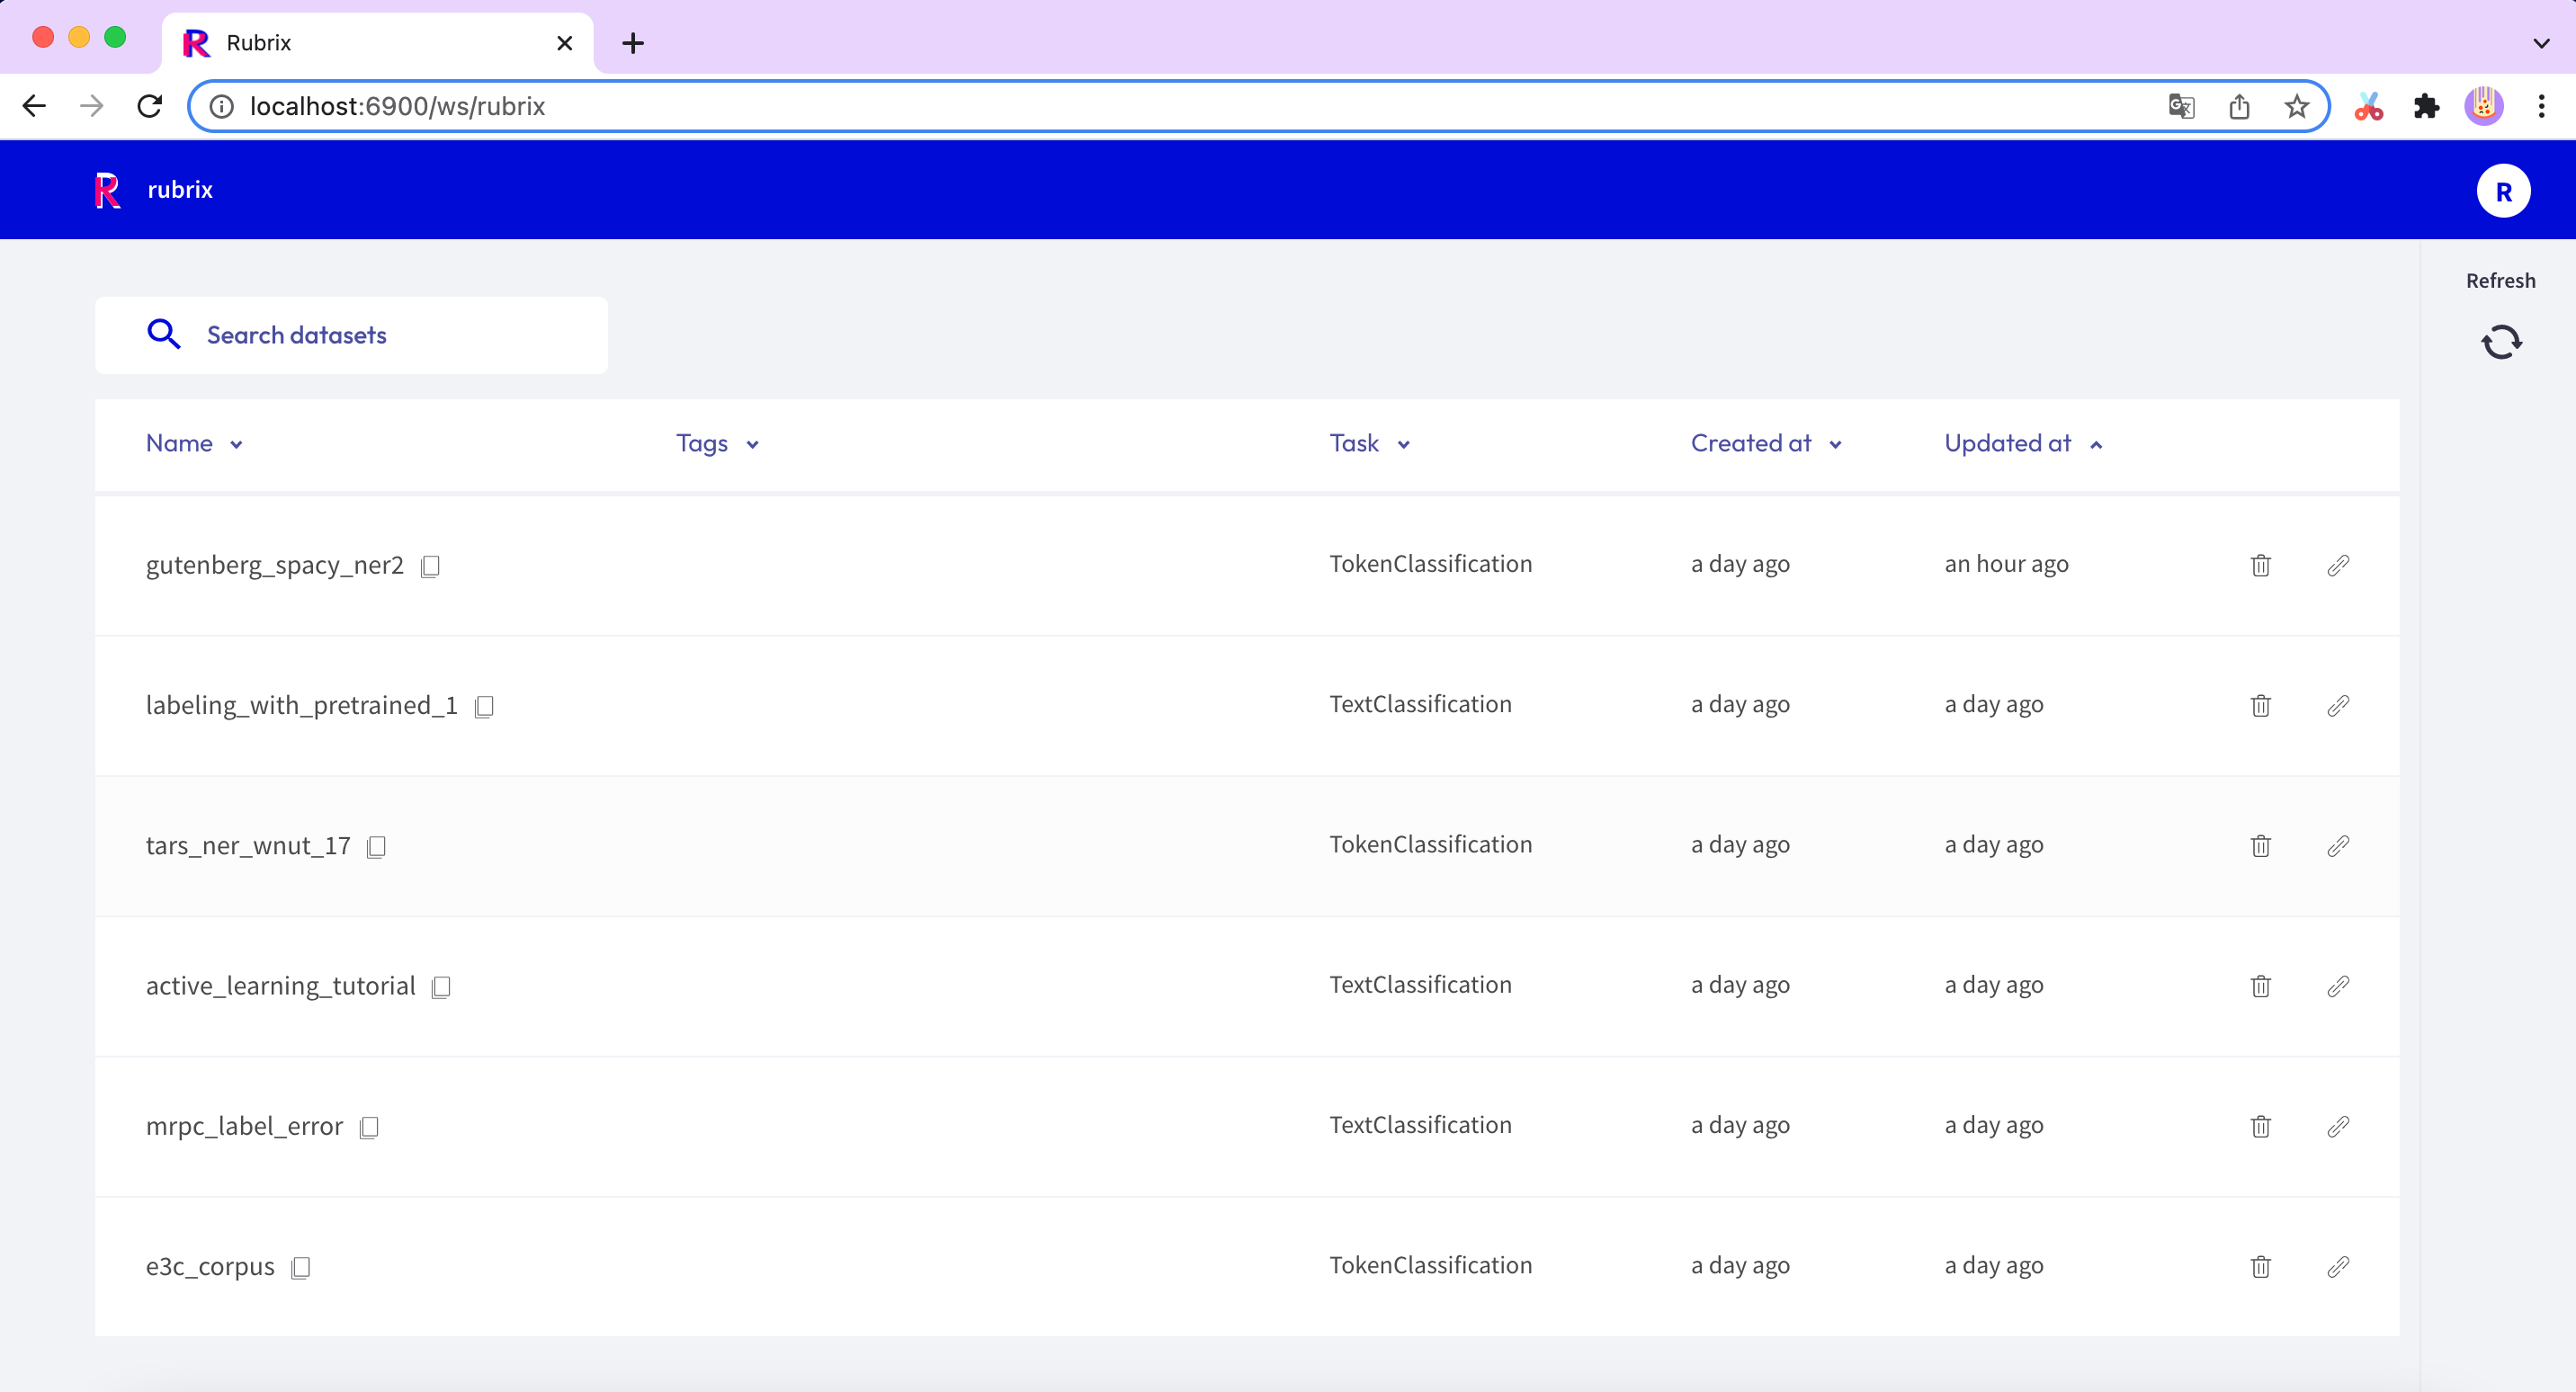 Rubrix
localhost:6900/ws/rubrix
R rubrix R
Refresh
Search datasets
Name Tags Task Created at Updated at
gutenberg_spacy_ner2 TokenClassification a day ago an hour ago
labeling_with_pretrained_1 TextClassification a day ago a day ago
tars_ner_wnut_17 TokenClassification a day ago a day ago
active_learning_tutorial TextClassification a day ago a day ago
mrpc_label_error TextClassification a day ago a day ago
e3c_corpus TokenClassification a day ago a day ago